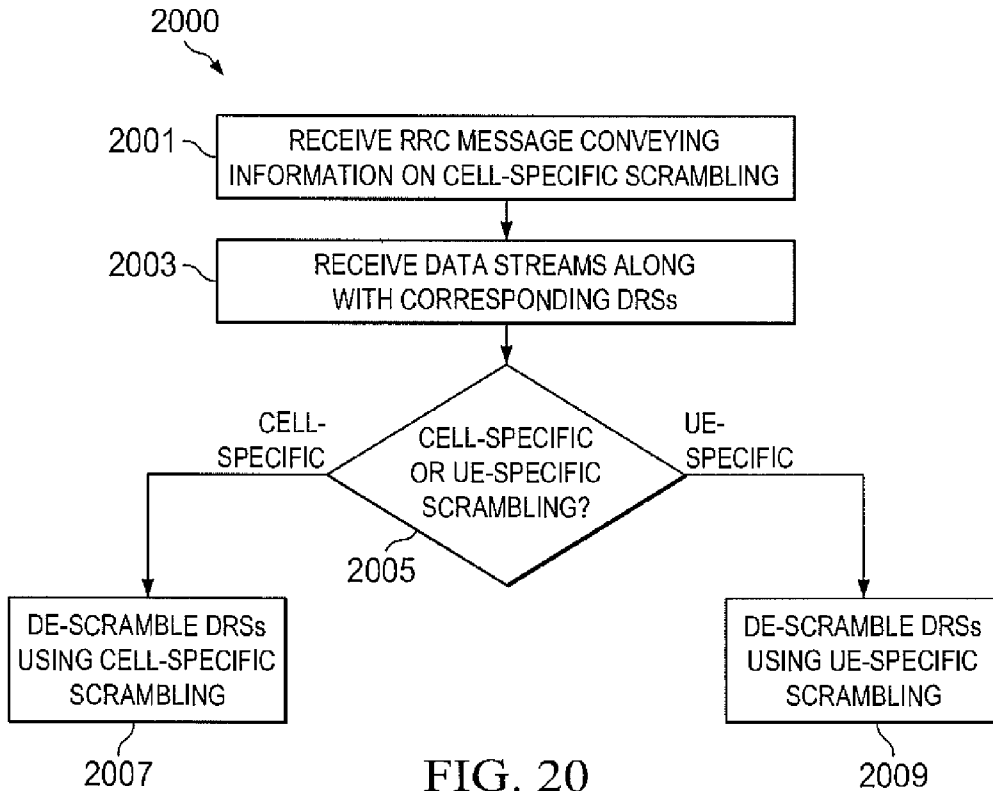 2000
2001
RECEIVE RRC MESSAGE CONVEYING
INFORMATION ON CELL-SPECIFIC SCRAMBLING
2003
RECEIVE DATA STREAMS ALONG
WITH CORRESPONDING DRSs
CELL-
SPECIFIC
CELL-SPECIFIC
OR UE-SPECIFIC
SCRAMBLING?
UE-
SPECIFIC
2005
DE-SCRAMBLE DRSs
USING CELL-SPECIFIC
SCRAMBLING
DE-SCRAMBLE DRSs
USING UE-SPECIFIC
SCRAMBLING
2007
FIG. 20
2009